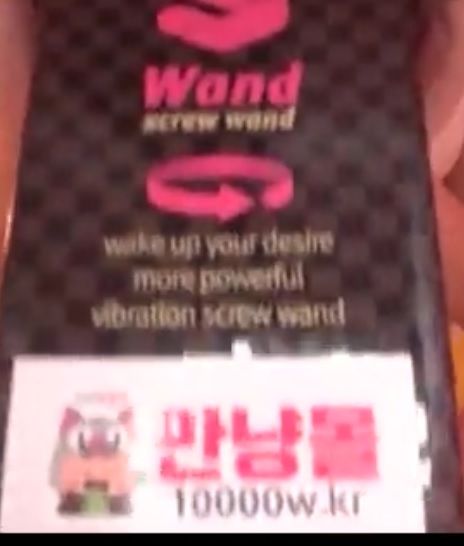 Wand
screw wand
wake up your desire
more powerful
vibration screw wand
만냥몰
10000w.kr